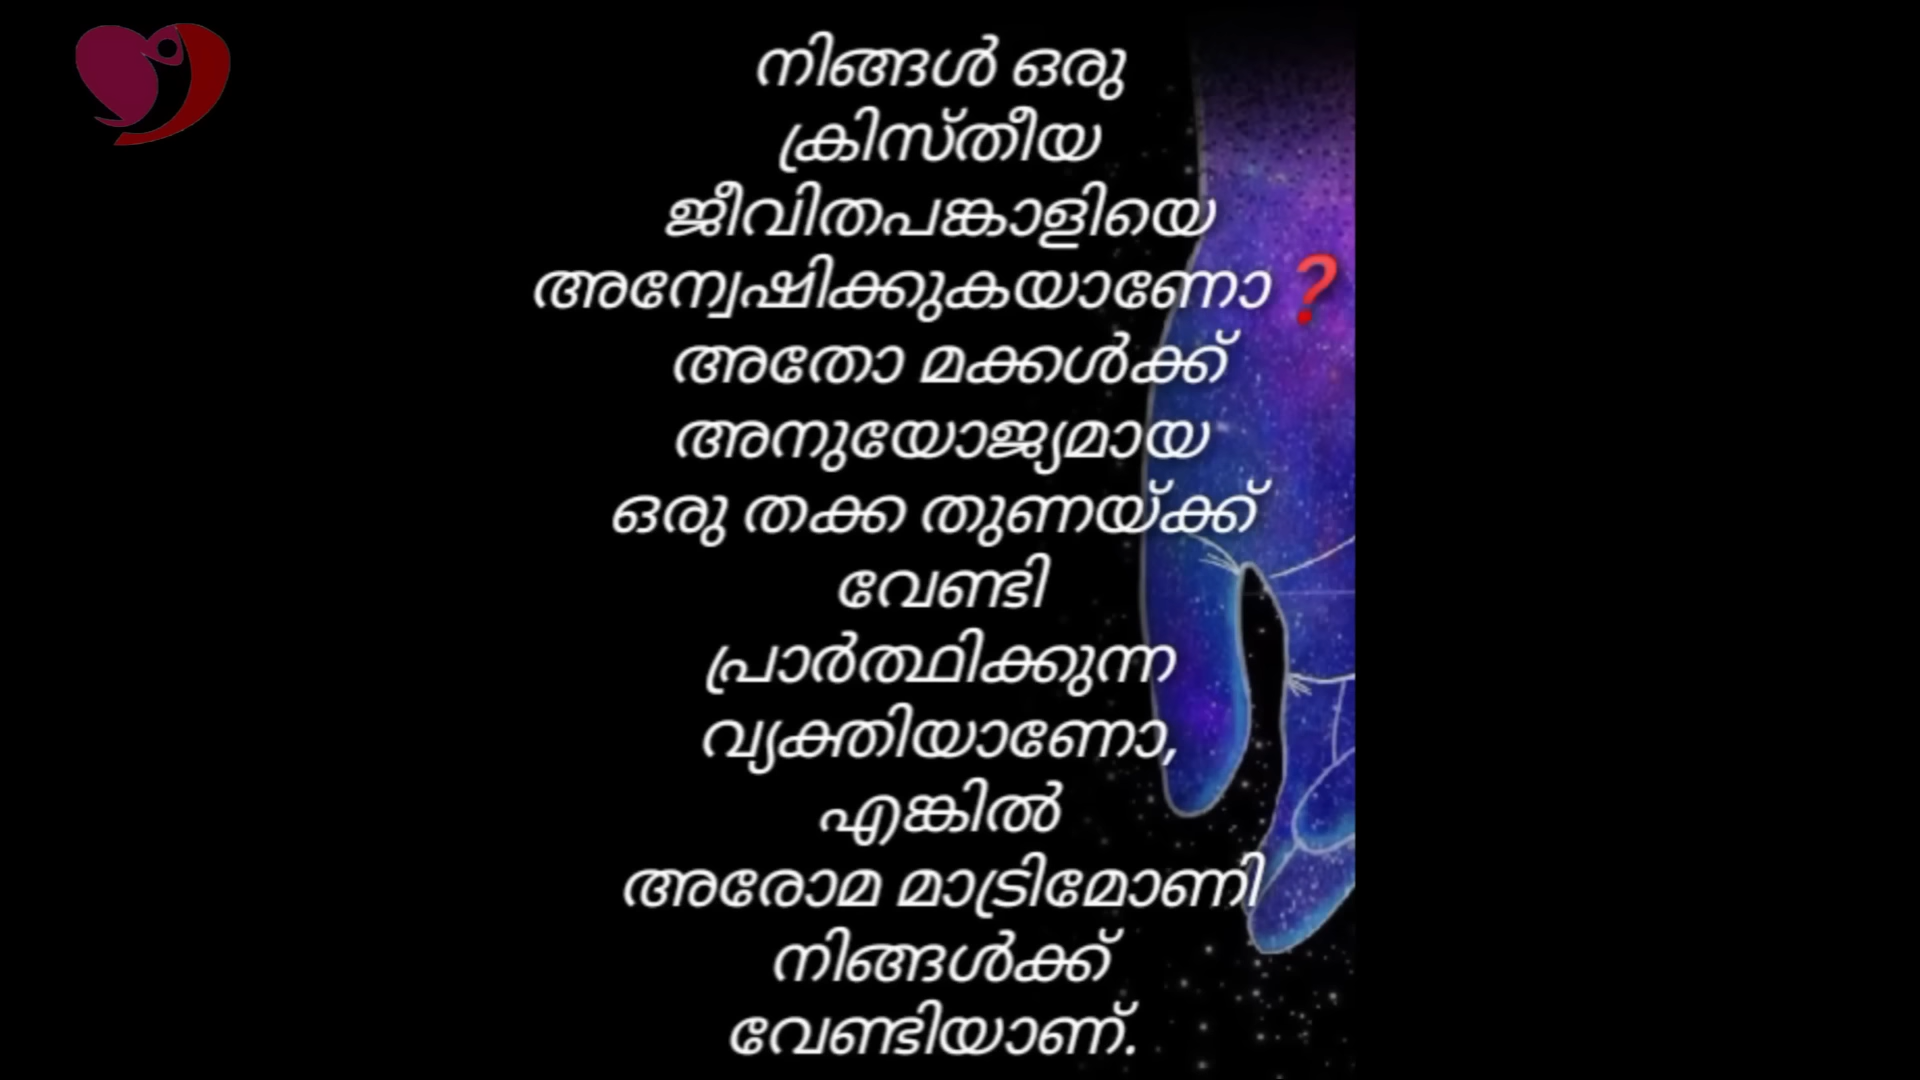 നിങ്ങൾ ഒരു
ക്രിസ്തീയ
ജീവിതപങ്കാളിയെ
അന്വേഷിക്കുകയാണോ❓
അതോ മക്കൾക്ക്
അനുയോജ്യമായ
ഒരു തക്ക തുണയ്ക്ക്
വേണ്ടി
പ്രാർത്ഥിക്കുന്ന
വ്യക്തിയാണോ,
എങ്കിൽ
അരോമ മാട്രിമോണി
നിങ്ങൾക്ക്
വേണ്ടിയാണ്.